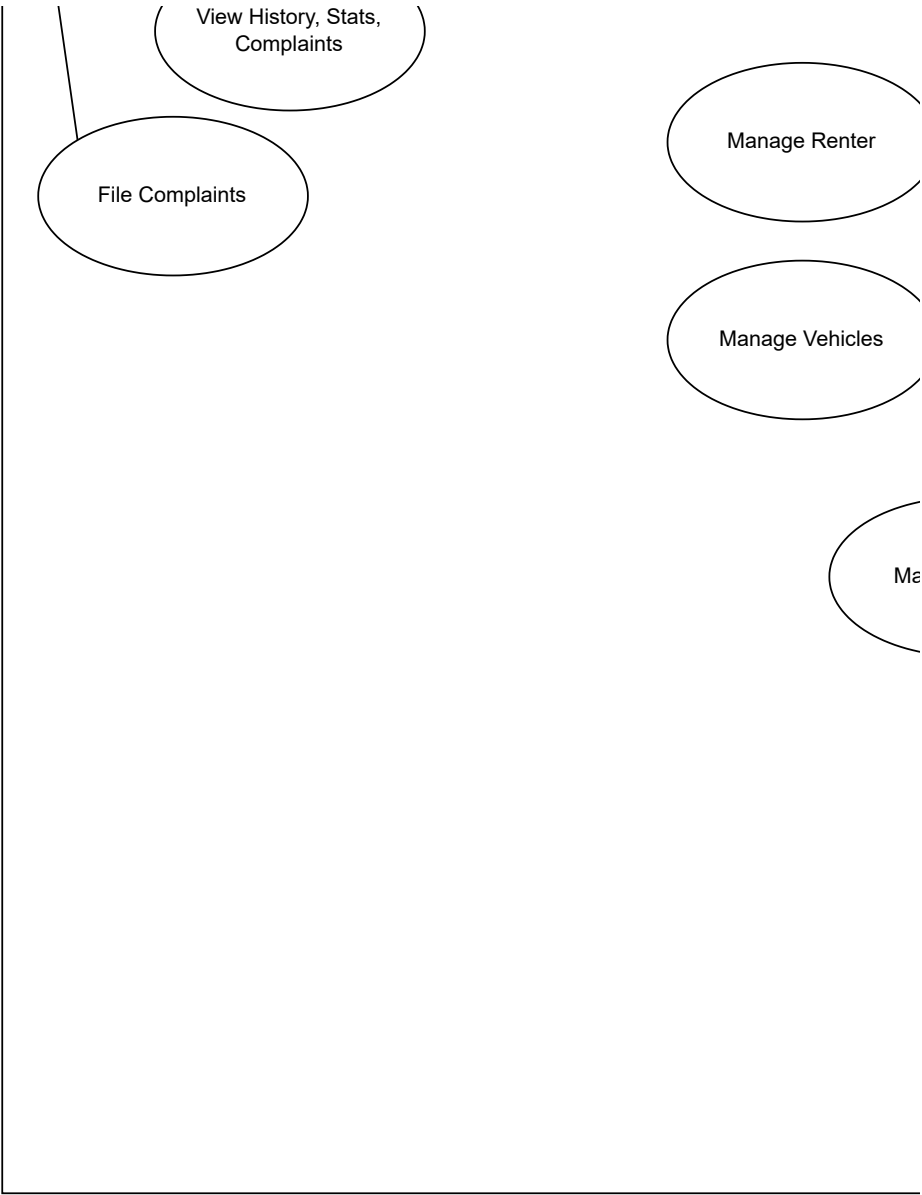 View History, Stats,
Complaints
Manage Renter
File Complaints
Manage Vehicles